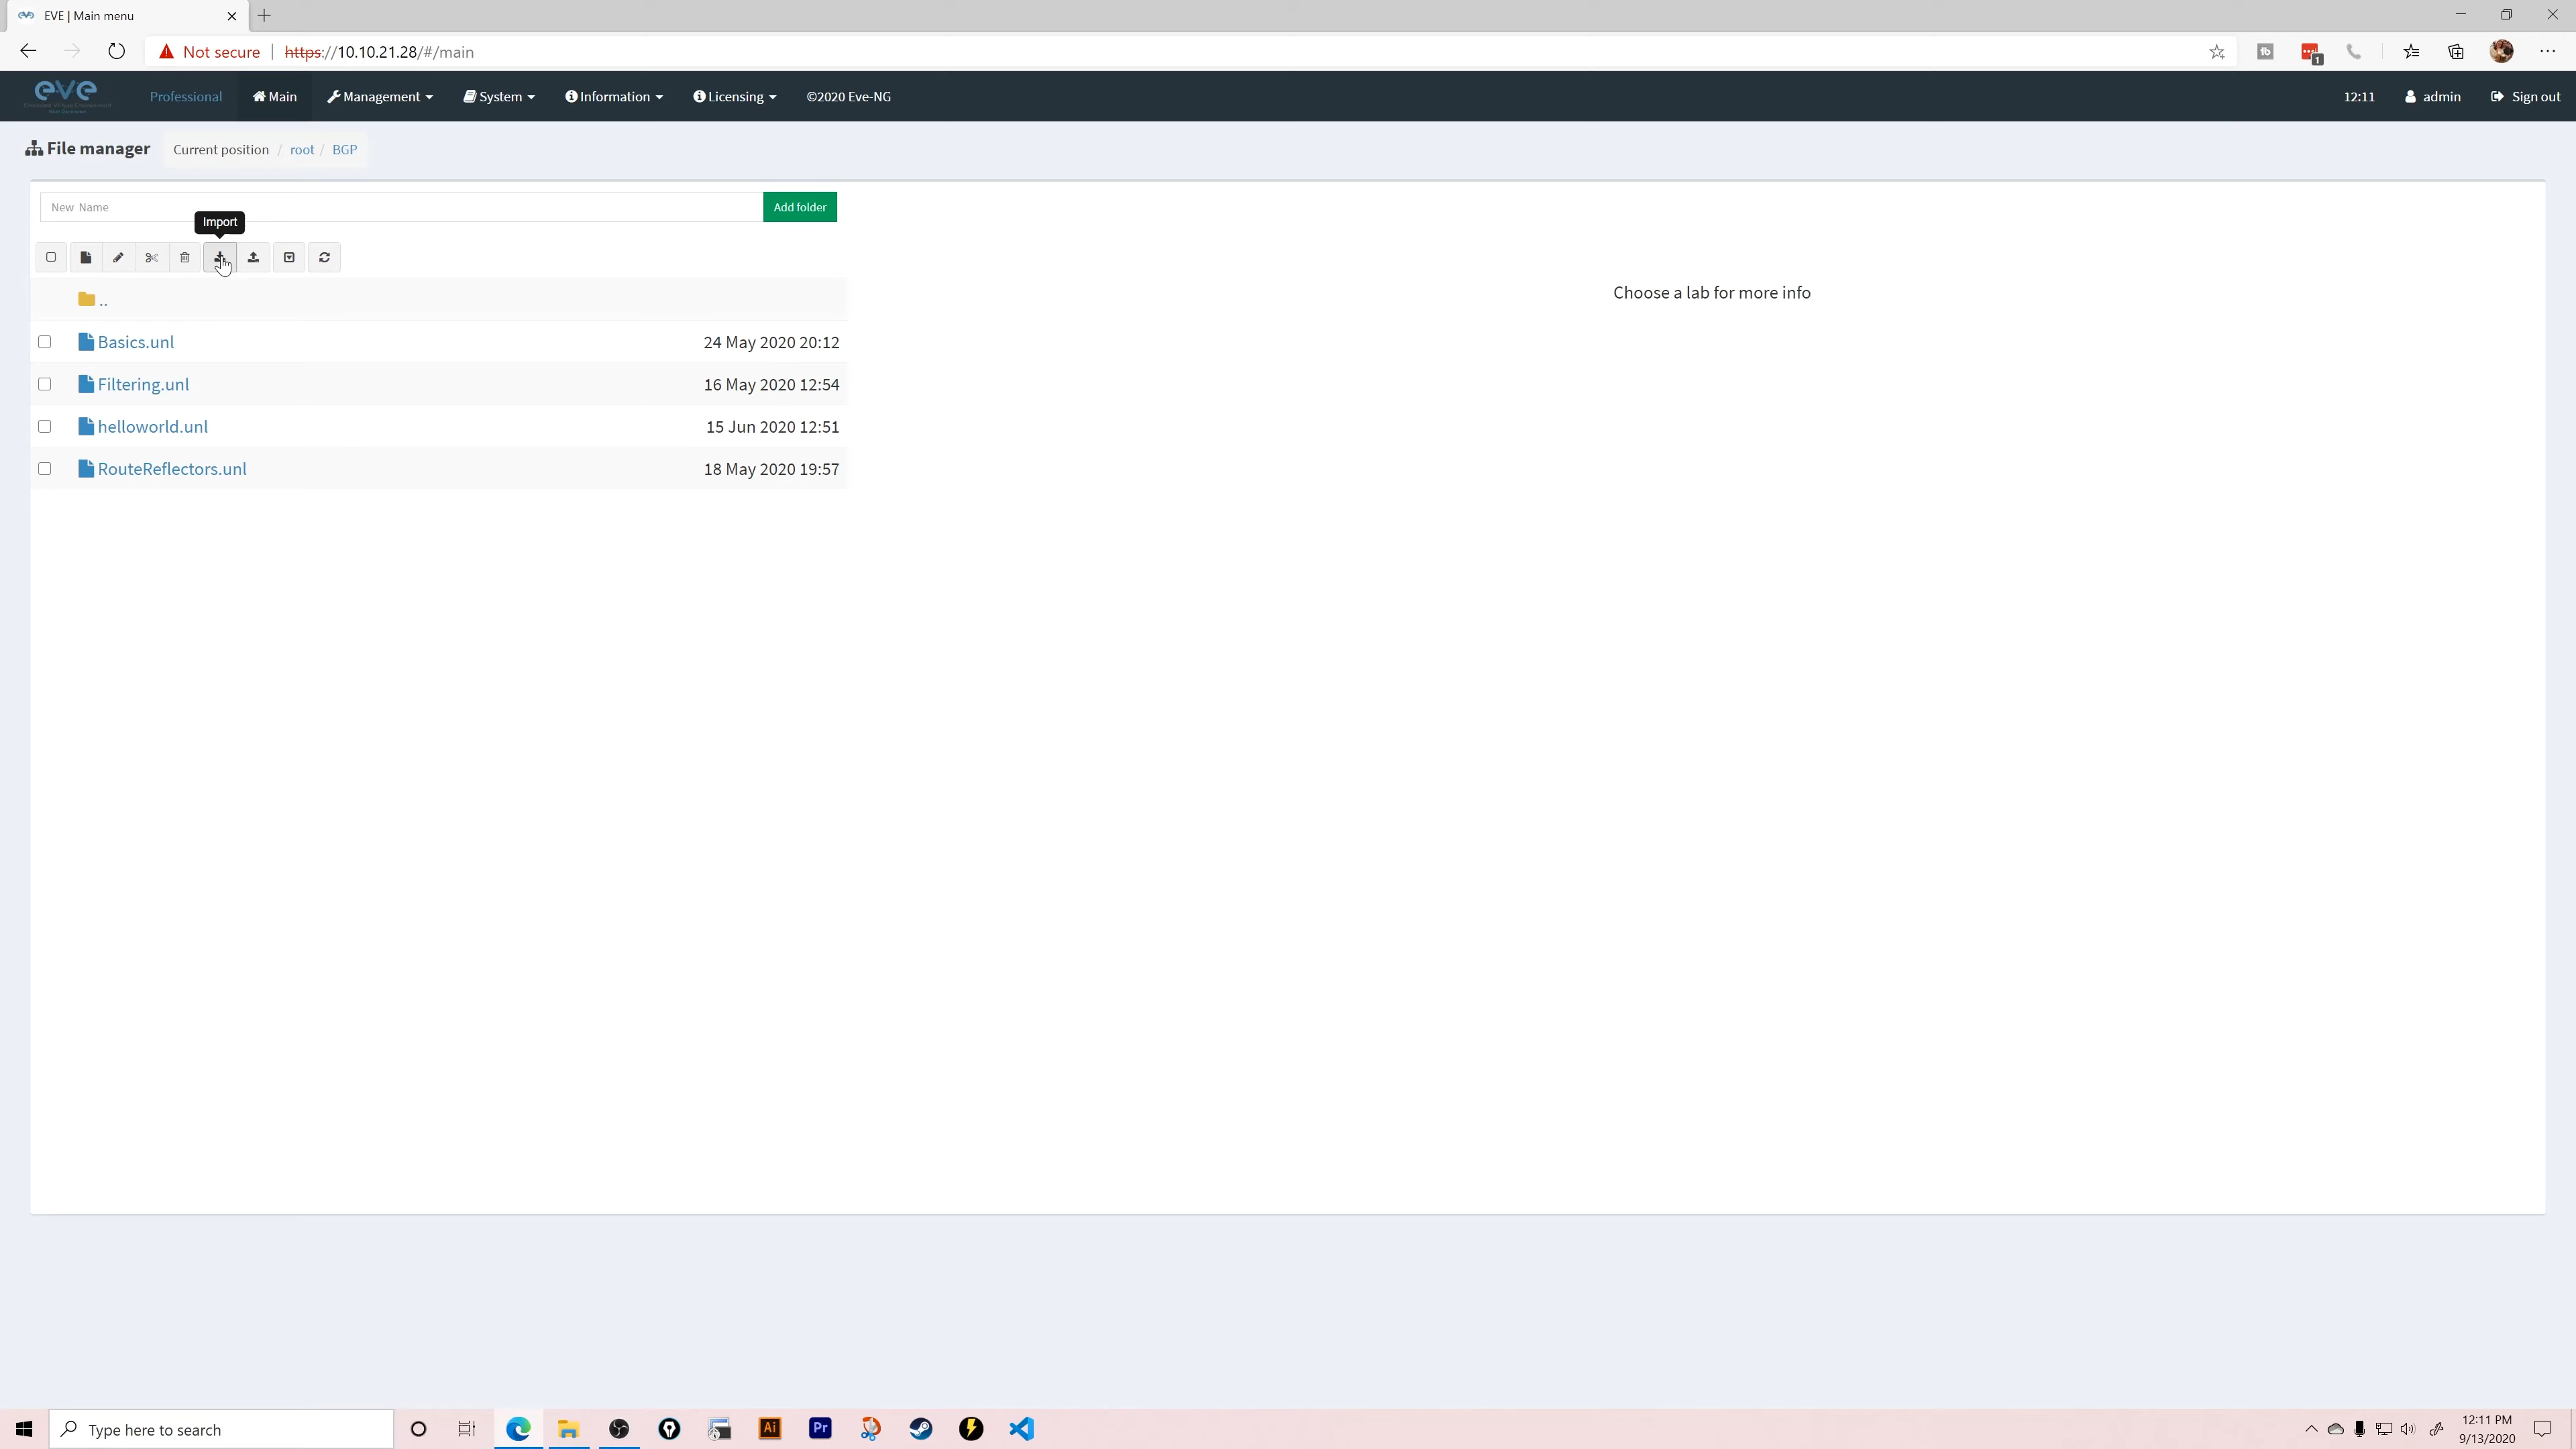 EVE | Main menu
Not secure | https://10.10.21.28/#/main
1
eve
Professional
Main
Management
System
Information
Licensing
©2020 Eve-NG
12:11
admin
Sign out
File manager
Current position / root / BGP
New Name
Add folder
Import
..
Basics.unl 24 May 2020 20:12
Filtering.unl 16 May 2020 12:54
helloworld.unl 15 Jun 2020 12:51
RouteReflectors.unl 18 May 2020 19:57
Choose a lab for more info
Type here to search
Ai
Pr
12:11 PM
9/13/2020